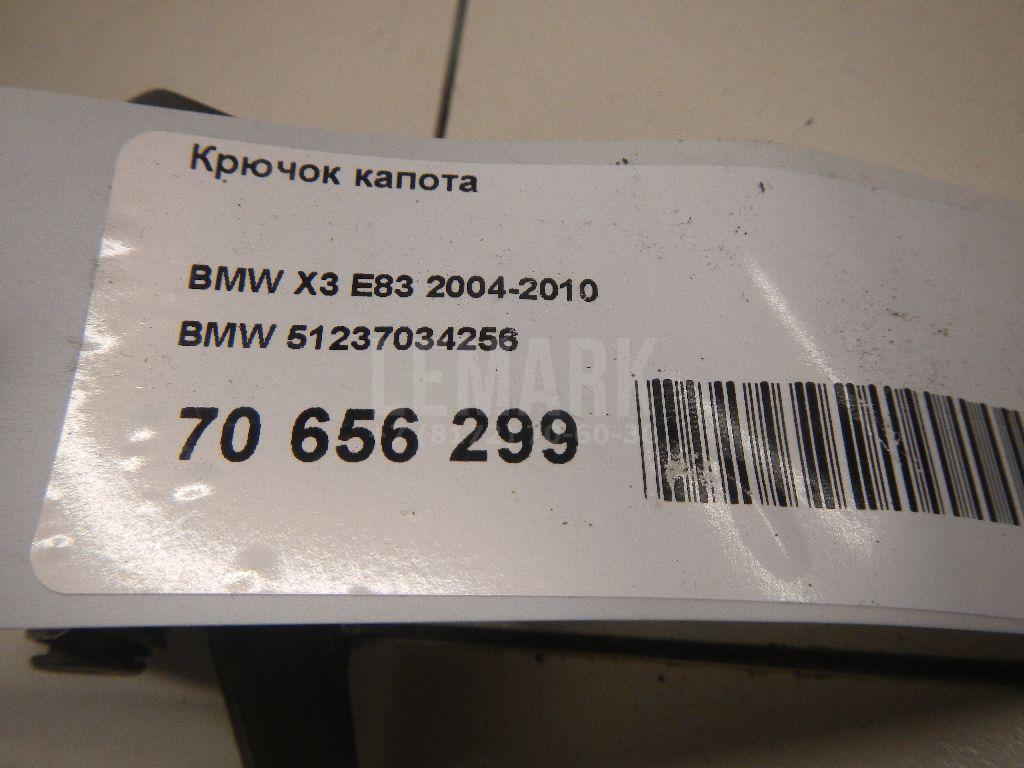 Крючок капота
BMW X3 E83 2004-2010
BMW 51237034256
LEMARK
70 656 299